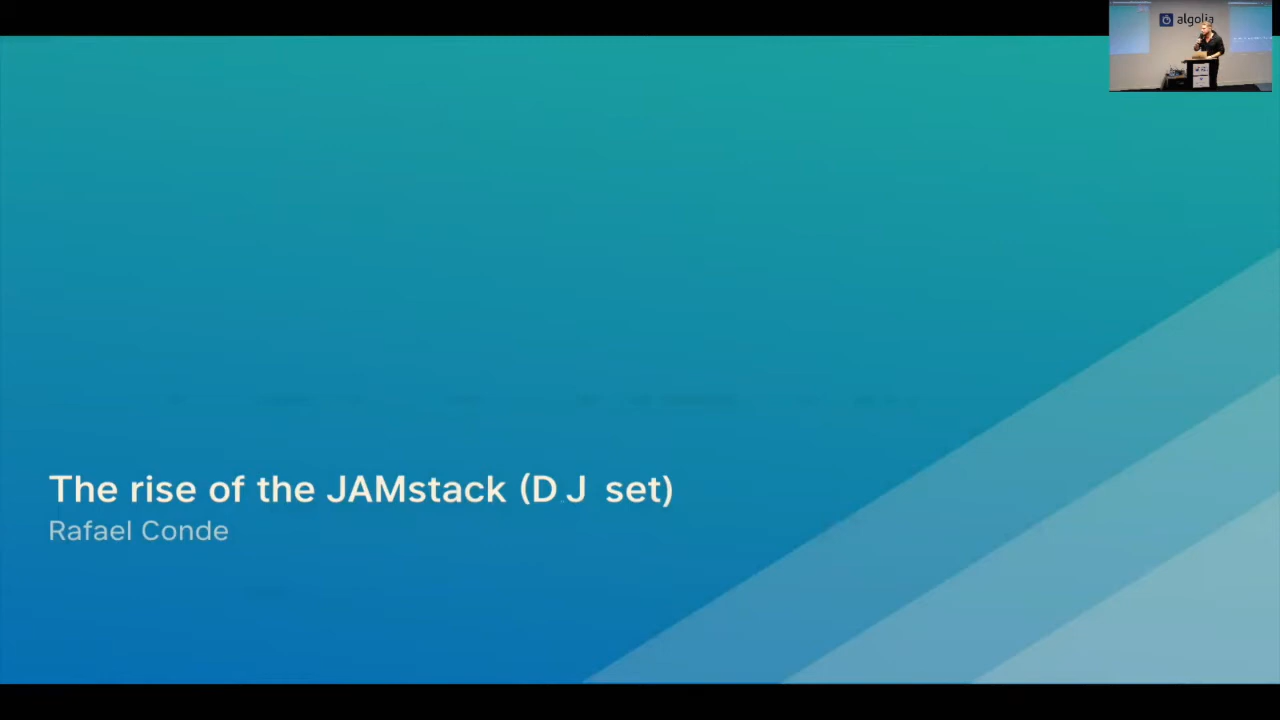 algolia
The rise of the JAMstack (D.J set)
Rafael Conde